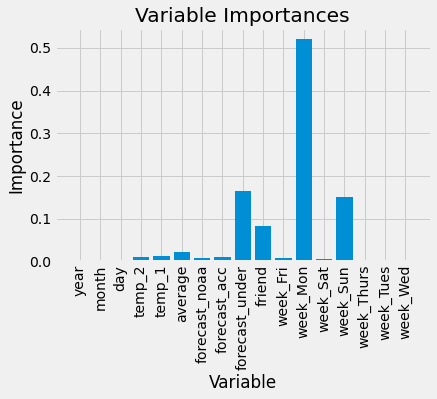 Variable Importances
Importance
0.5
0.4
0.3
0.2
0.1
0.0
year
month
day
temp_2
temp_1
average
forecast_noaa
forecast_acc
forecast_under
friend
week_Fri
week_Mon
week_Sat
week_Sun
week_Thurs
week_Tues
week_Wed
Variable